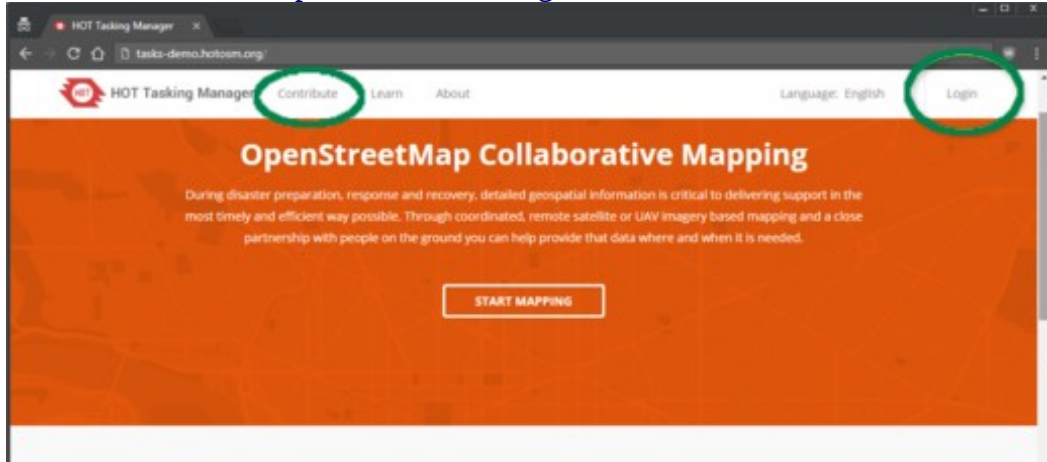 HOT Tasking Manager
tasks-demo.hotosm.org/
HOT HOT Tasking Manager Contribute Learn About Language: English Login
OpenStreetMap Collaborative Mapping
During disaster preparation, response and recovery, detailed geospatial information is critical to delivering support in the
most timely and efficient way possible. Through coordinated, remote satellite or UAV imagery based mapping and a close
partnership with people on the ground you can help provide that data where and when it is needed.
START MAPPING